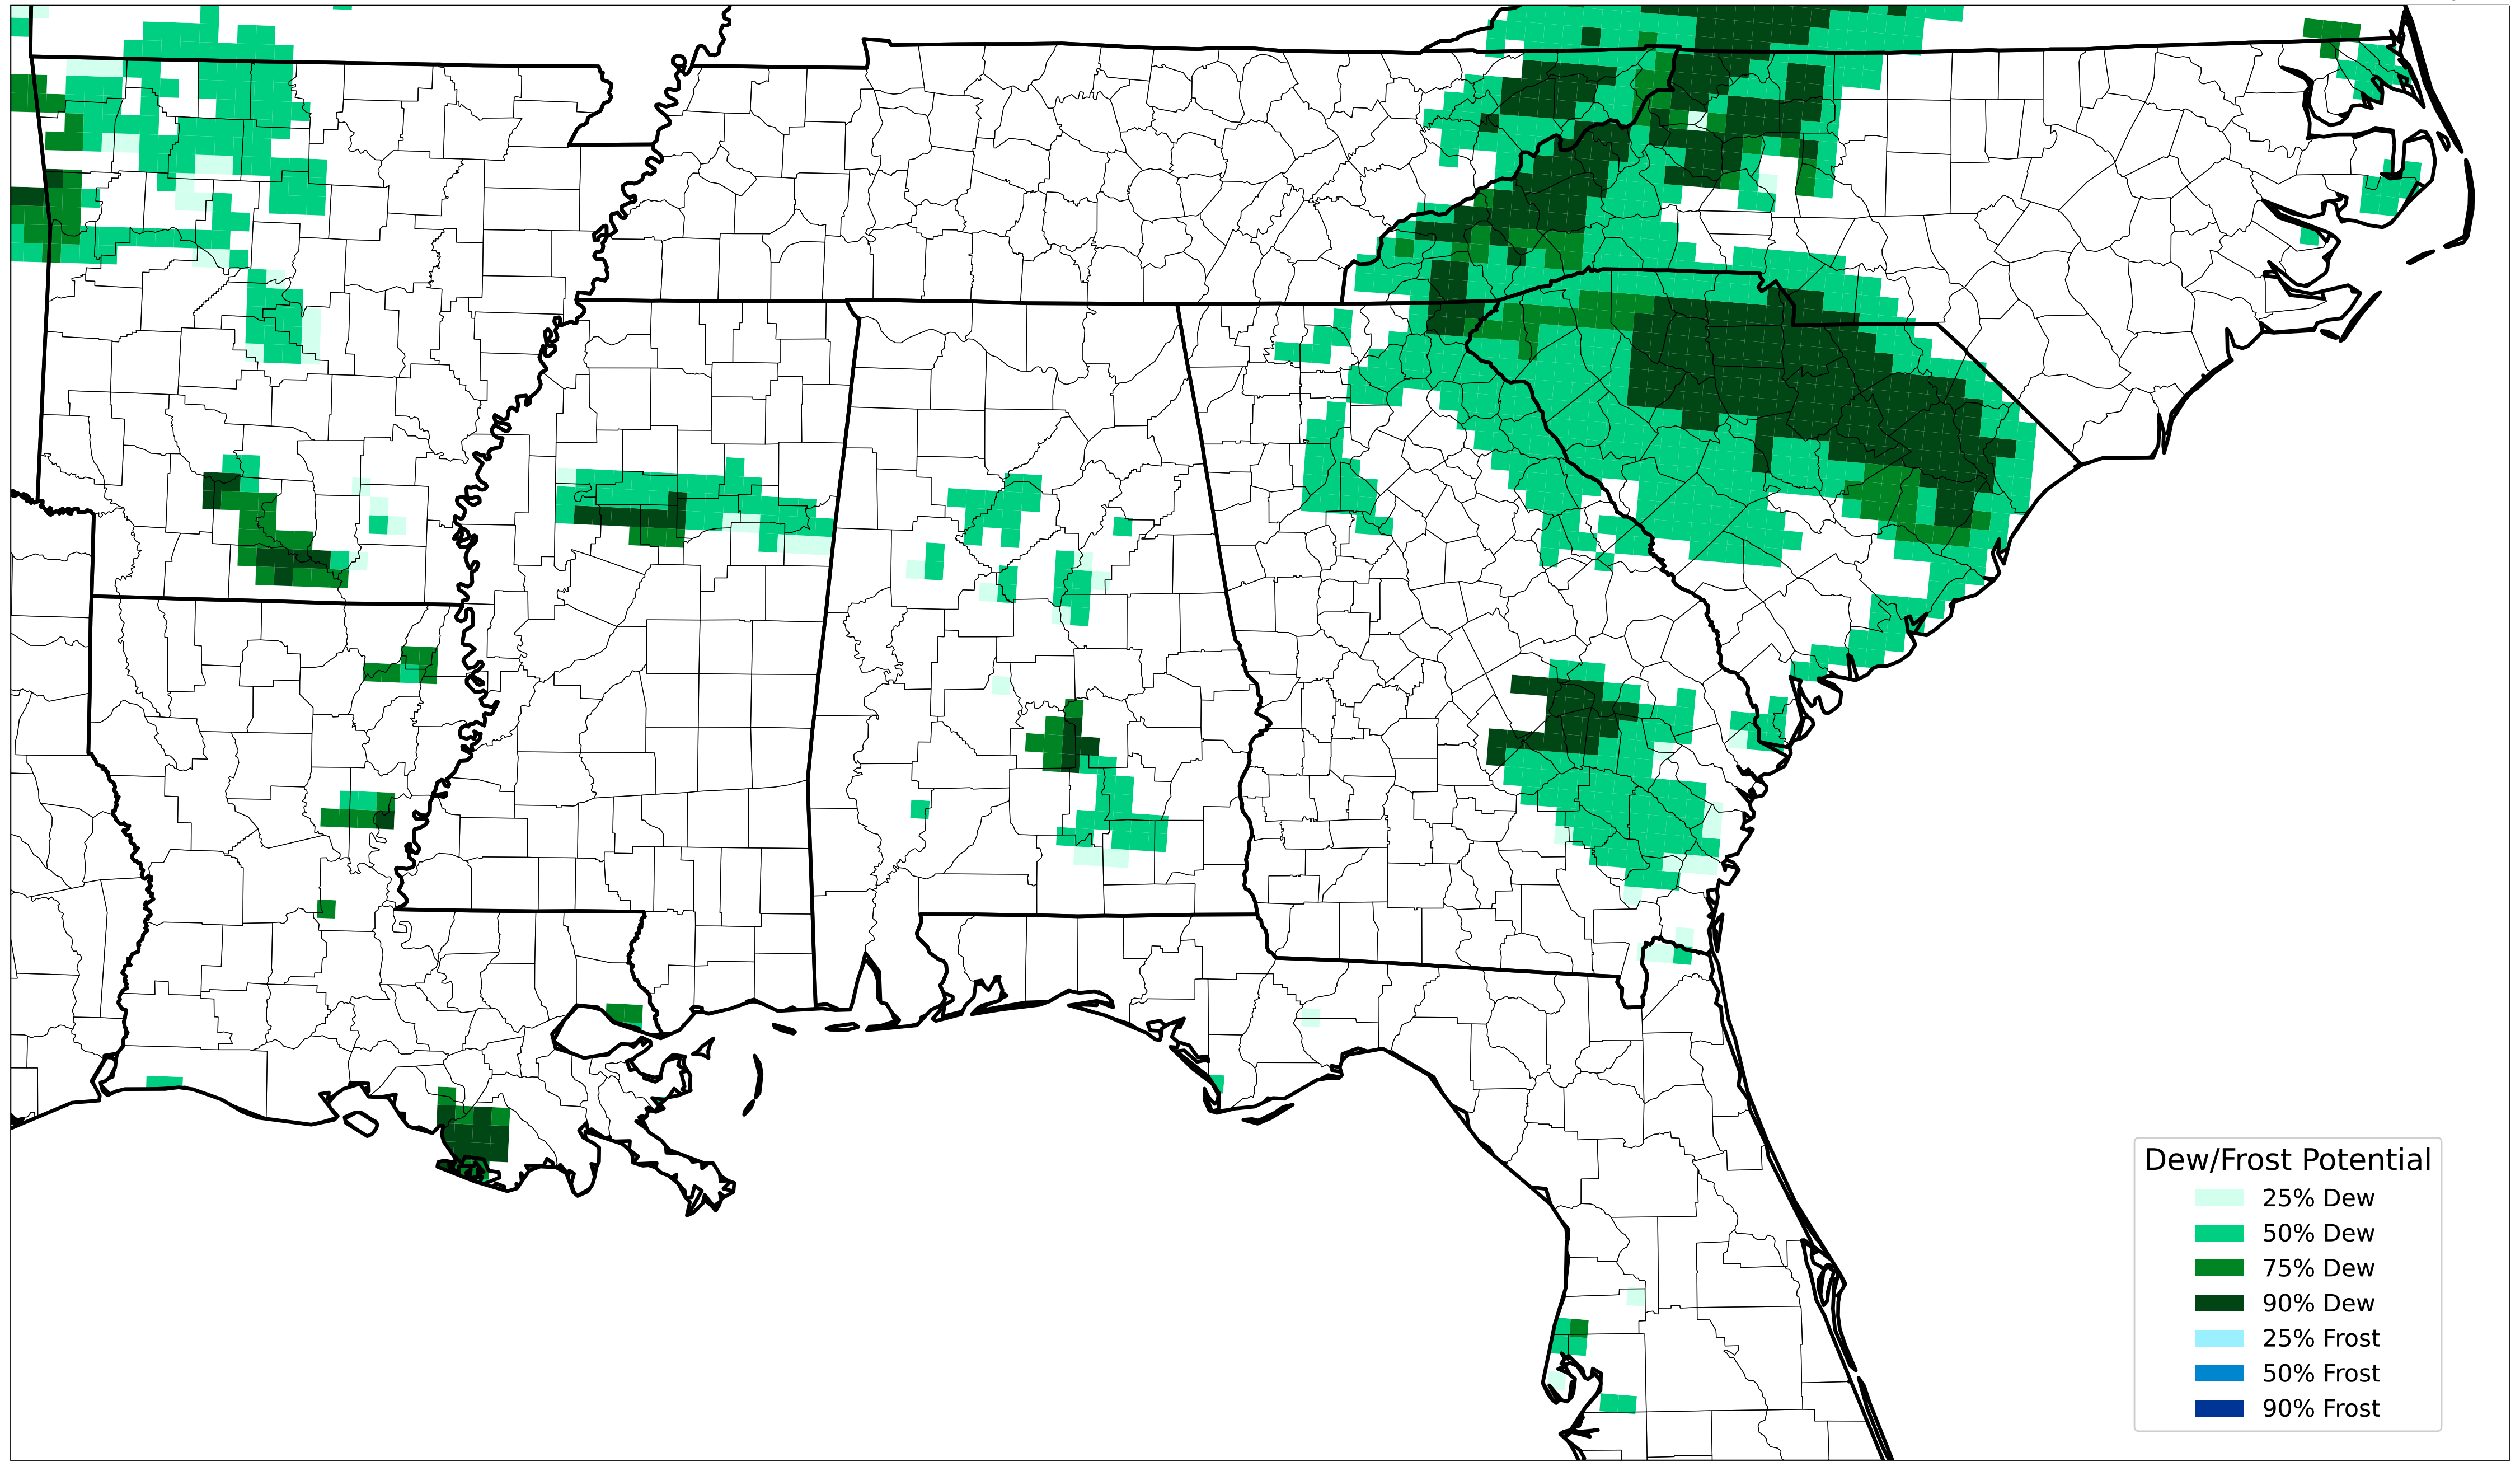 Dew/Frost Potential
25% Dew
50% Dew
75% Dew
90% Dew
25% Frost
50% Frost
90% Frost